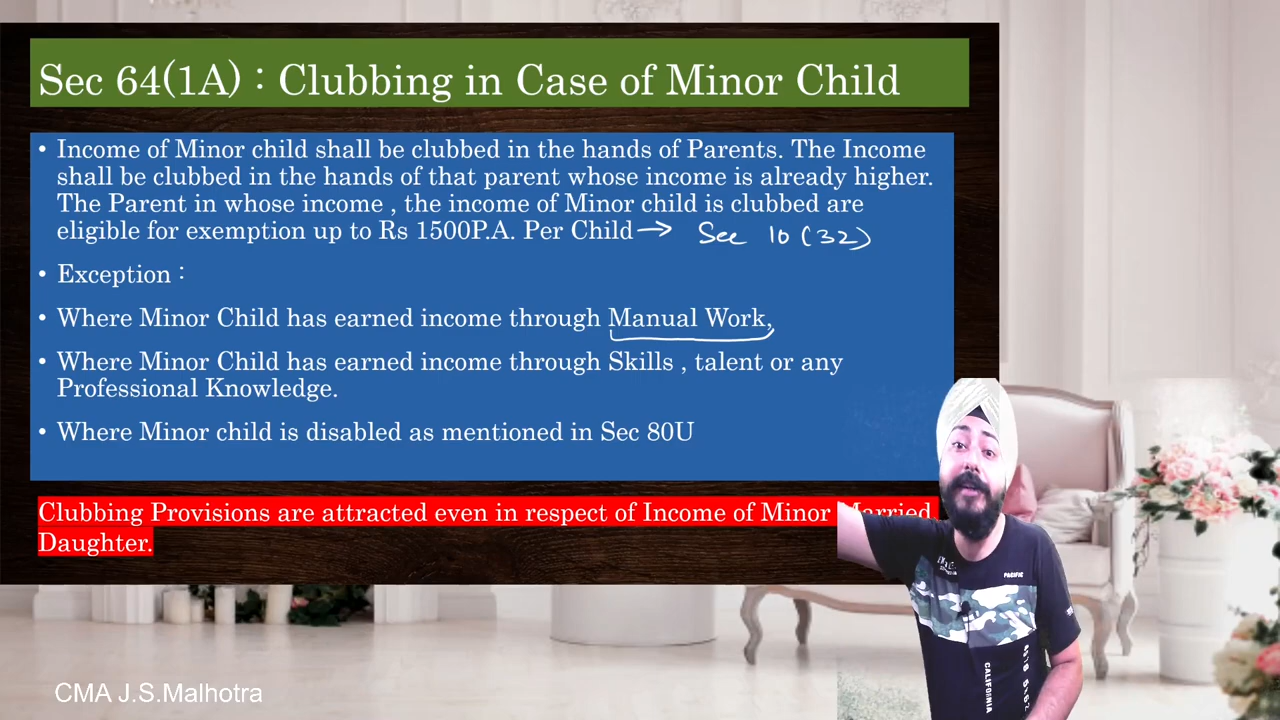 Sec 64(1A) : Clubbing in Case of Minor Child
• Income of Minor child shall be clubbed in the hands of Parents. The Income
shall be clubbed in the hands of that parent whose income is already higher.
The Parent in whose income , the income of Minor child is clubbed are
eligible for exemption up to Rs 1500P.A. Per Child → Sec 10 (32)
• Exception :
• Where Minor Child has earned income through Manual Work,
• Where Minor Child has earned income through Skills , talent or any
Professional Knowledge.
• Where Minor child is disabled as mentioned in Sec 80U
Clubbing Provisions are attracted even in respect of Income of Minor Married
Daughter.
PACIFIC
CALIFORNIA
CMA J.S.Malhotra